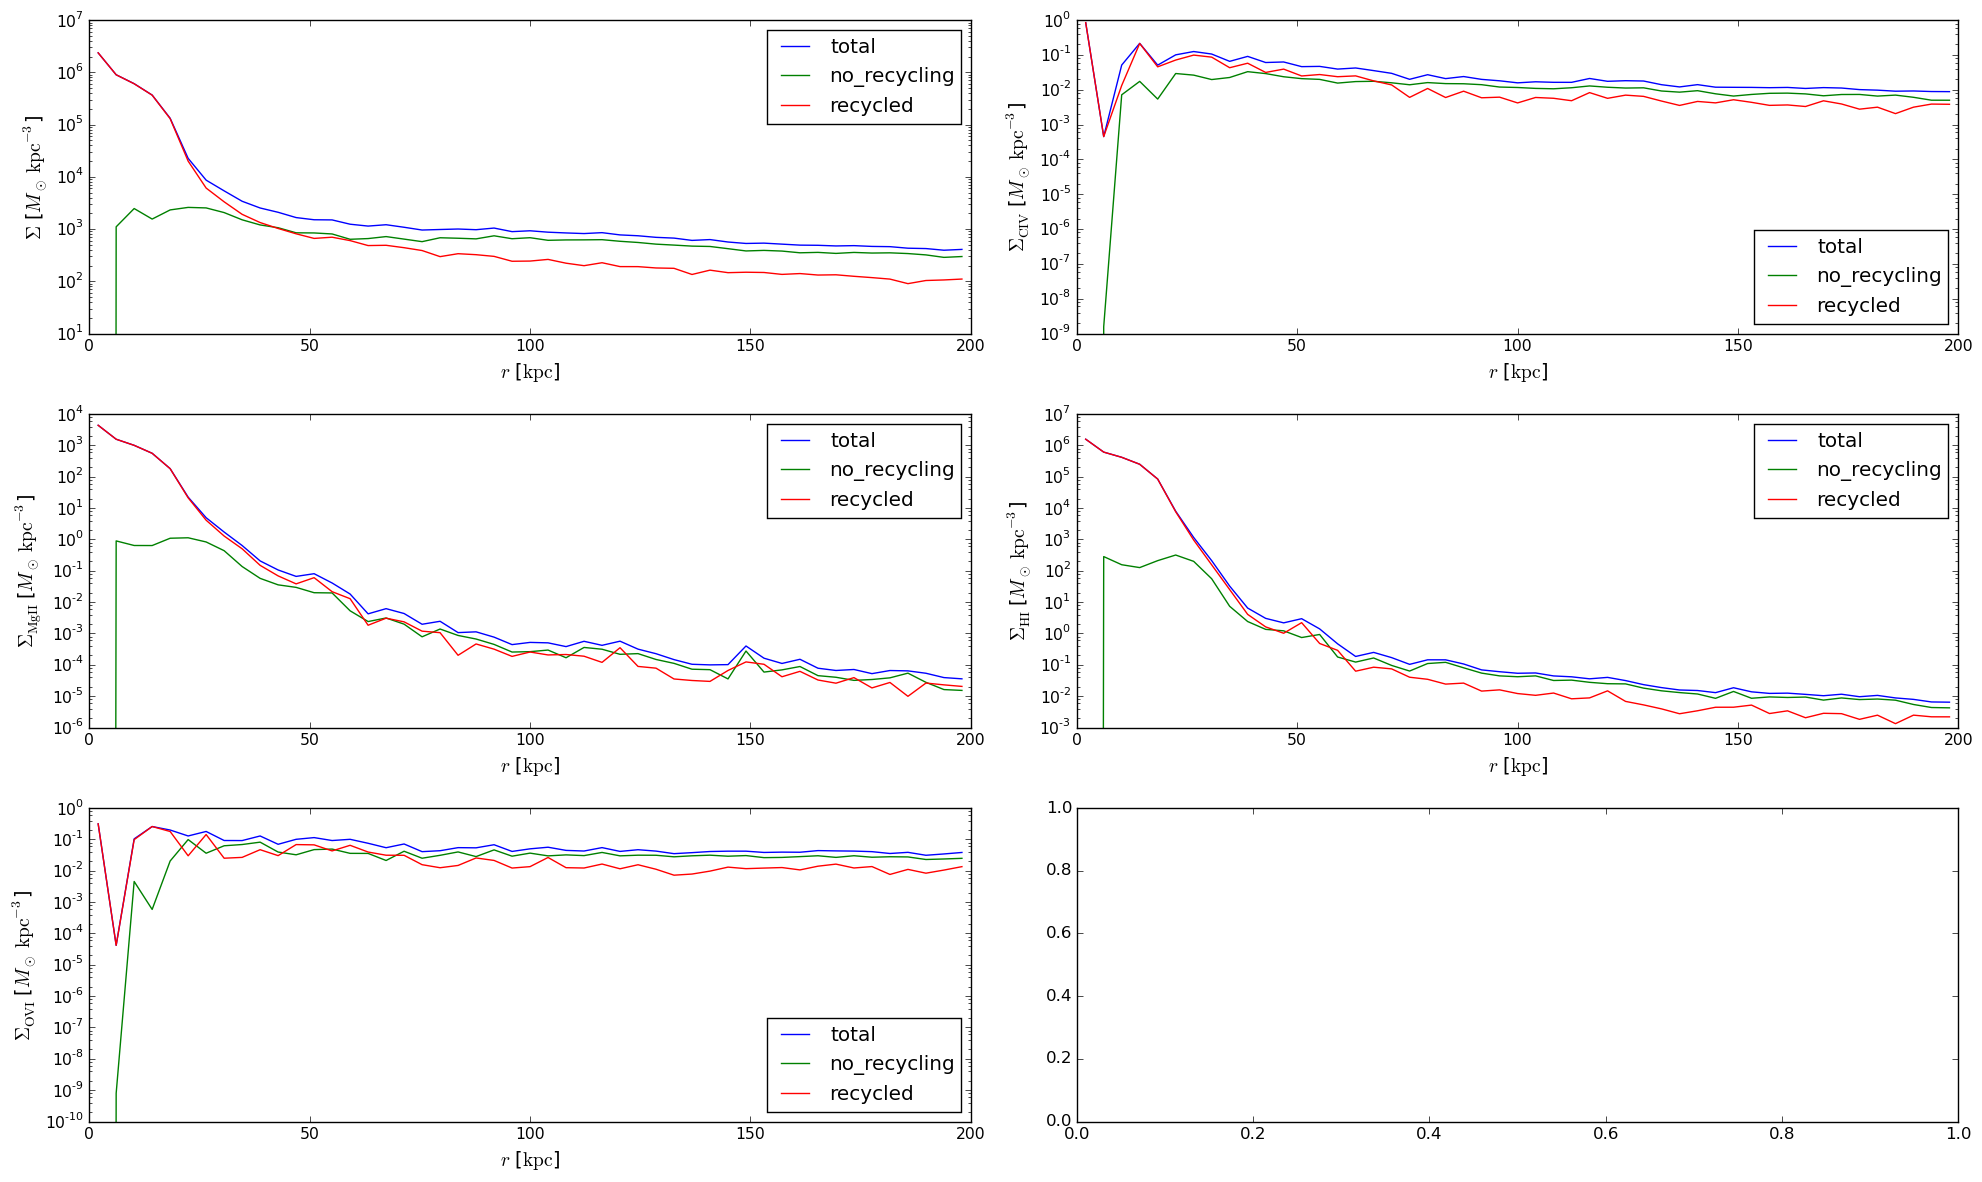 10^7
10^6
10^5
10^4
10^3
10^2
10^1
Σ [M_⊙ kpc^{-3}]
0 50 100 150 200
r [kpc]
total
no_recycling
recycled
10^0
10^{-1}
10^{-2}
10^{-3}
10^{-4}
10^{-5}
10^{-6}
10^{-7}
10^{-8}
10^{-9}
Σ_{CIV} [M_⊙ kpc^{-3}]
0 50 100 150 200
r [kpc]
total
no_recycling
recycled
10^4
10^3
10^2
10^1
10^0
10^{-1}
10^{-2}
10^{-3}
10^{-4}
10^{-5}
10^{-6}
Σ_{MgII} [M_⊙ kpc^{-3}]
0 50 100 150 200
r [kpc]
total
no_recycling
recycled
10^7
10^6
10^5
10^4
10^3
10^2
10^1
10^0
10^{-1}
10^{-2}
10^{-3}
Σ_{HI} [M_⊙ kpc^{-3}]
0 50 100 150 200
r [kpc]
total
no_recycling
recycled
10^0
10^{-1}
10^{-2}
10^{-3}
10^{-4}
10^{-5}
10^{-6}
10^{-7}
10^{-8}
10^{-9}
10^{-10}
Σ_{OVI} [M_⊙ kpc^{-3}]
0 50 100 150 200
r [kpc]
total
no_recycling
recycled
1.0
0.8
0.6
0.4
0.2
0.0
0.0 0.2 0.4 0.6 0.8 1.0